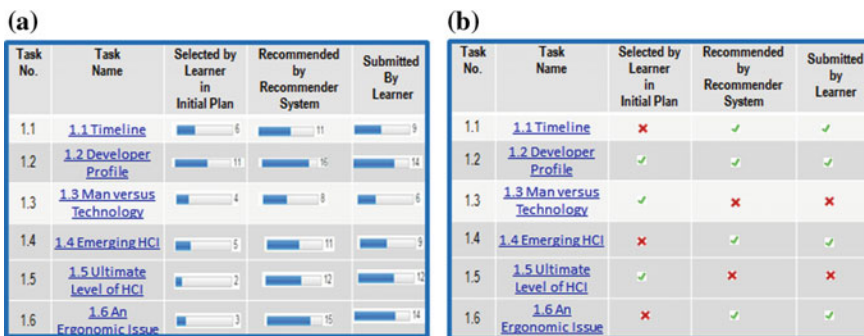 (a)
Task No. Task Name Selected by Learner in Initial Plan Recommended by Recommender System Submitted By Learner
1.1 1.1 Timeline 6 11 9
1.2 1.2 Developer Profile 11 16 14
1.3 1.3 Man versus Technology 4 8 6
1.4 1.4 Emerging HCI 5 11 9
1.5 1.5 Ultimate Level of HCI 2 12 12
1.6 1.6 An Ergonomic Issue 3 15 14
(b)
Task No. Task Name Selected by Learner in Initial Plan Recommended by Recommender System Submitted by Learner
1.1 1.1 Timeline
1.2 1.2 Developer Profile
1.3 1.3 Man versus Technology
1.4 1.4 Emerging HCI
1.5 1.5 Ultimate Level of HCI
1.6 1.6 An Ergonomic Issue